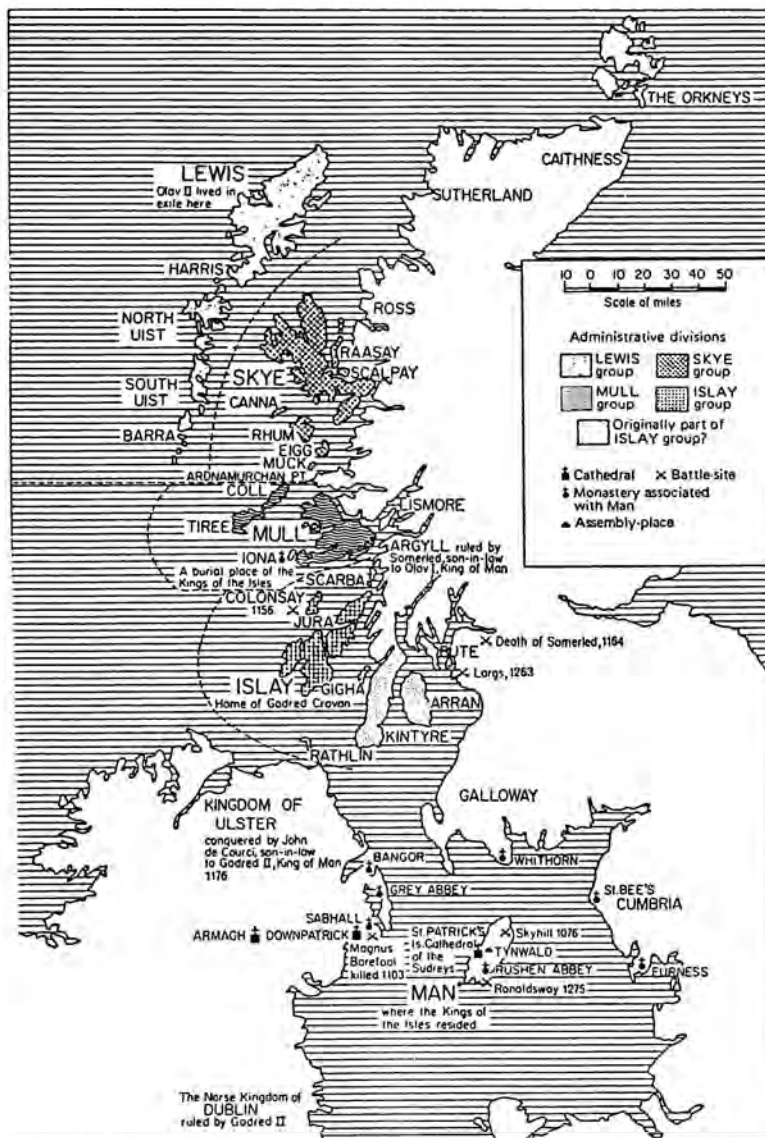 THE ORKNEYS
CAITHNESS
SUTHERLAND
LEWIS
Olav II lived in
exile here
HARRIS
ROSS
NORTH
UIST
RAASAY
SCALPAY
SKYE
SOUTH
UIST
CANNA
BARRA
RHUM
EIGG
MUCK
ARDNAMURCHAN PT.
COLL
LISMORE
TIREE
MULL
IONA
ARGYLL ruled by
Somerled, son-in-law
to Olav I, King of Man
A burial place of the
Kings of the Isles
SCARBA
COLONSAY
1156
JURA
BUTE
Death of Somerled, 1164
Largs, 1263
ISLAY
GIGHA
Home of Godred Crovan
ARRAN
KINTYRE
RATHLIN
GALLOWAY
KINGDOM OF
ULSTER
conquered by John
de Courci, son-in-law
to Godred II, King of Man
1176
BANGOR
WHITHORN
GREY ABBEY
St.BEE'S
CUMBRIA
SABHALL
ARMAGH
DOWNPATRICK
Magnus
Barefoot
killed 1103
St.PATRICK'S
Is. Cathedral
of the
Sudreys
Skyhill 1076
TYNWALD
RUSHEN ABBEY
FURNESS
Ronaldsway 1275
MAN
where the Kings of
the Isles resided
The Norse Kingdom of
DUBLIN
ruled by Godred II
10 0 10 20 30 40 50
Scale of miles
Administrative divisions
LEWIS
group
SKYE
group
MULL
group
ISLAY
group
Originally part of
ISLAY group?
Cathedral
Battle-site
Monastery associated
with Man
Assembly-place